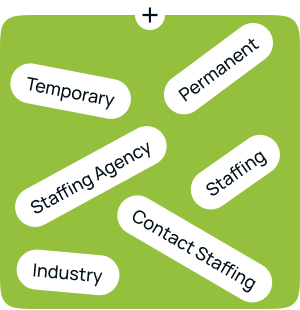 +
Temporary
Permanent
Staffing Agency
Staffing
Contact Staffing
Industry